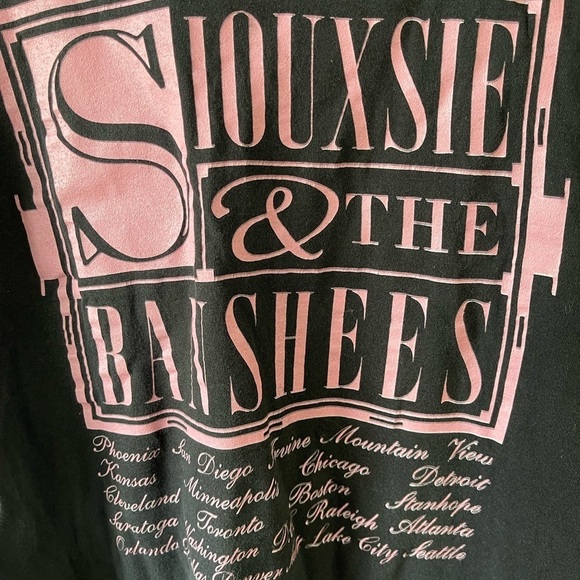 SIOUXSIE
& THE
BANSHEES
Phoenix San Diego Irvine Mountain View
Kansas Chicago Detroit
Cleveland Minneapolis Boston Stanhope
Saratoga Toronto Raleigh Atlanta
Orlando Washington Lake City Seattle
Denver